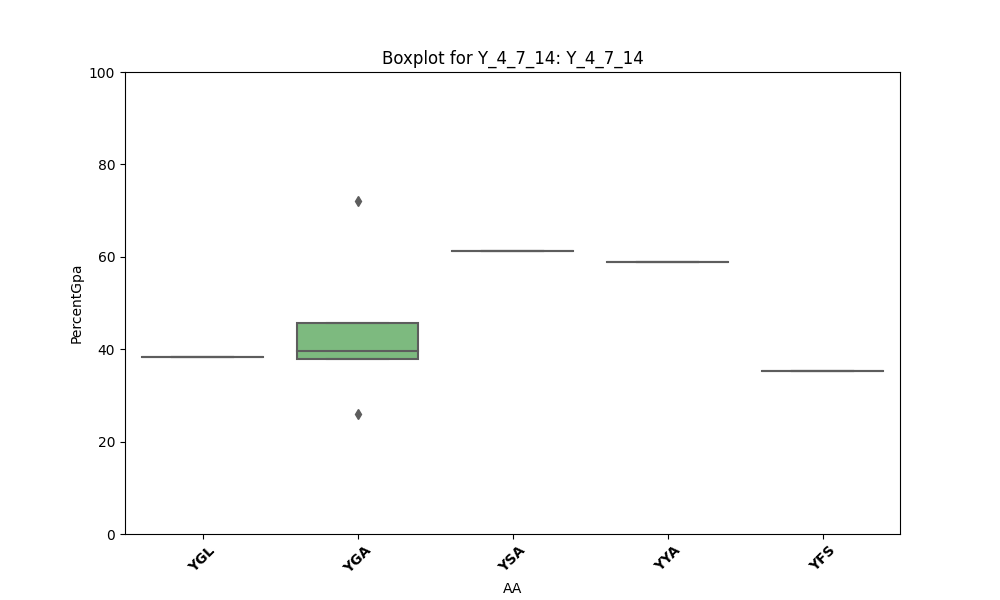 Boxplot for Y_4_7_14: Y_4_7_14
100
80
60
40
20
0
PercentGpa
YGL
YGA
YSA
YYA
YFS
AA